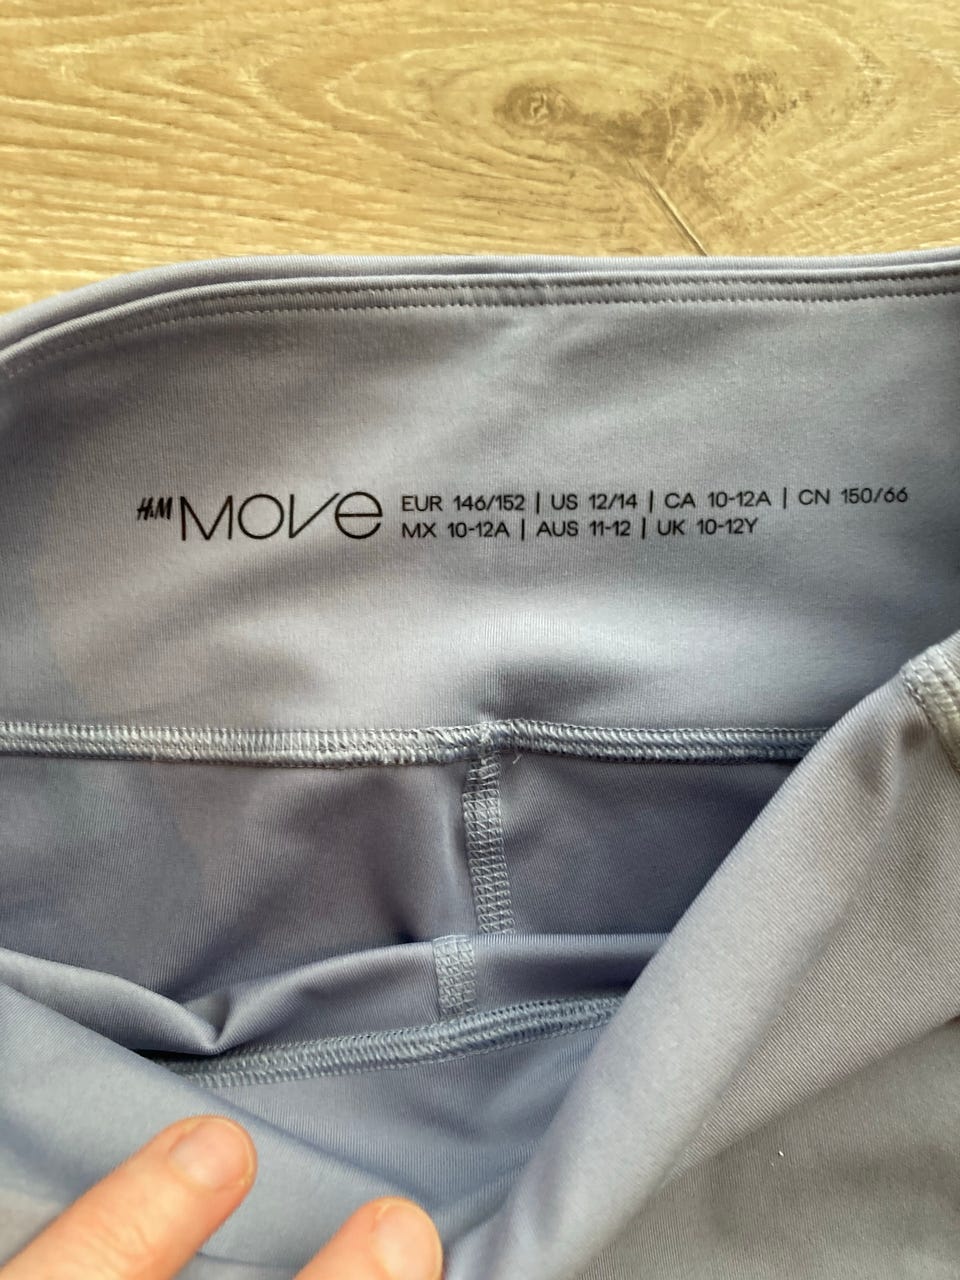 H&M MOVE
EUR 146/152 | US 12/14 | CA 10-12A | CN 150/66
MX 10-12A | AUS 11-12 | UK 10-12Y